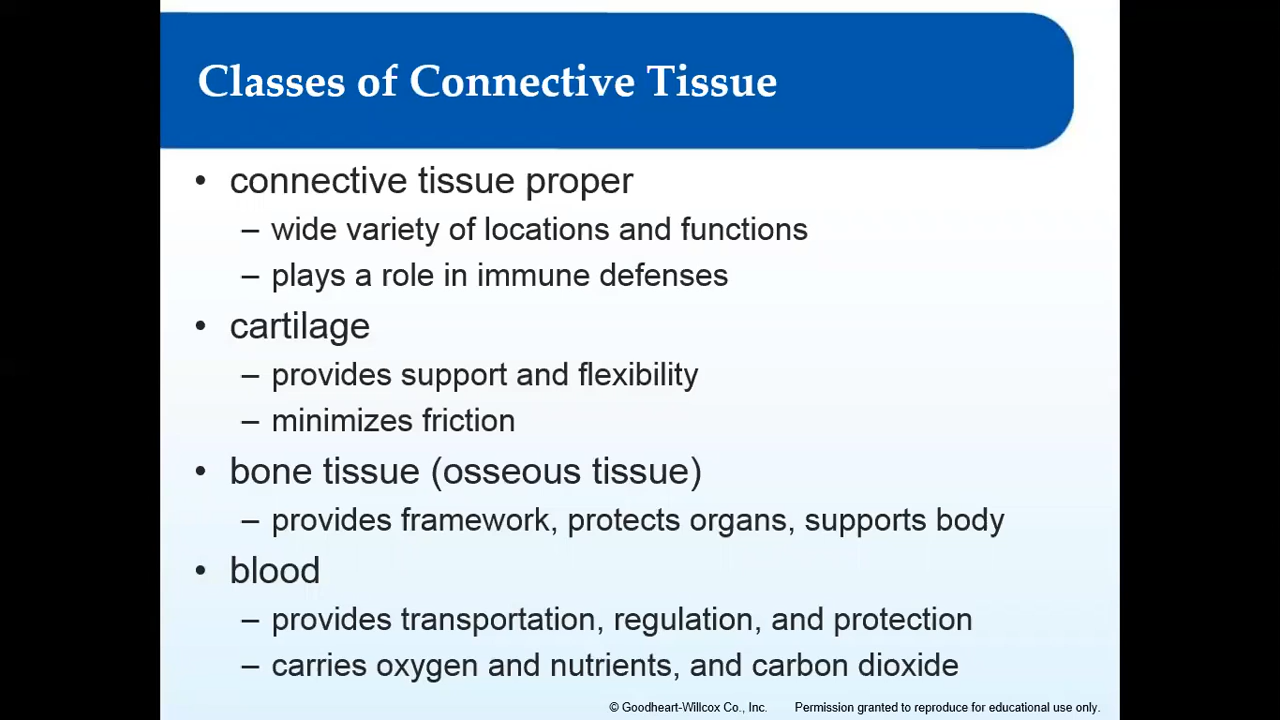 Classes of Connective Tissue
• connective tissue proper
– wide variety of locations and functions
– plays a role in immune defenses
• cartilage
– provides support and flexibility
– minimizes friction
• bone tissue (osseous tissue)
– provides framework, protects organs, supports body
• blood
– provides transportation, regulation, and protection
– carries oxygen and nutrients, and carbon dioxide
© Goodheart-Willcox Co., Inc. Permission granted to reproduce for educational use only.